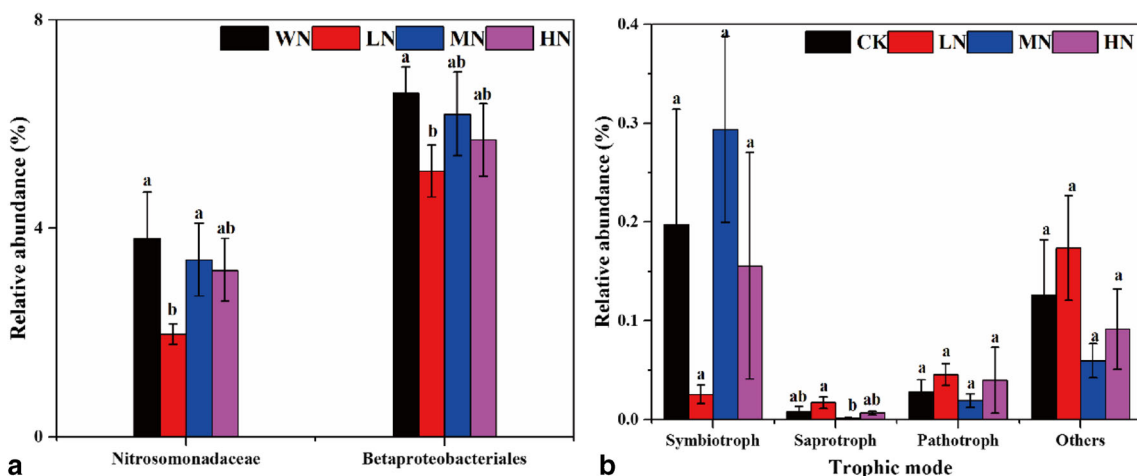 8
4
0
Relative abundance (%)
WN LN MN HN
a
b
a
ab
a
b
ab
ab
Nitrosomonadaceae
Betaproteobacteriales
a
0.4
0.3
0.2
0.1
0.0
Relative abundance (%)
CK LN MN HN
a
a
a
a
ab
a
b
ab
a
a
a
a
a
a
a
a
Symbiotroph
Saprotroph
Pathotroph
Others
Trophic mode
b